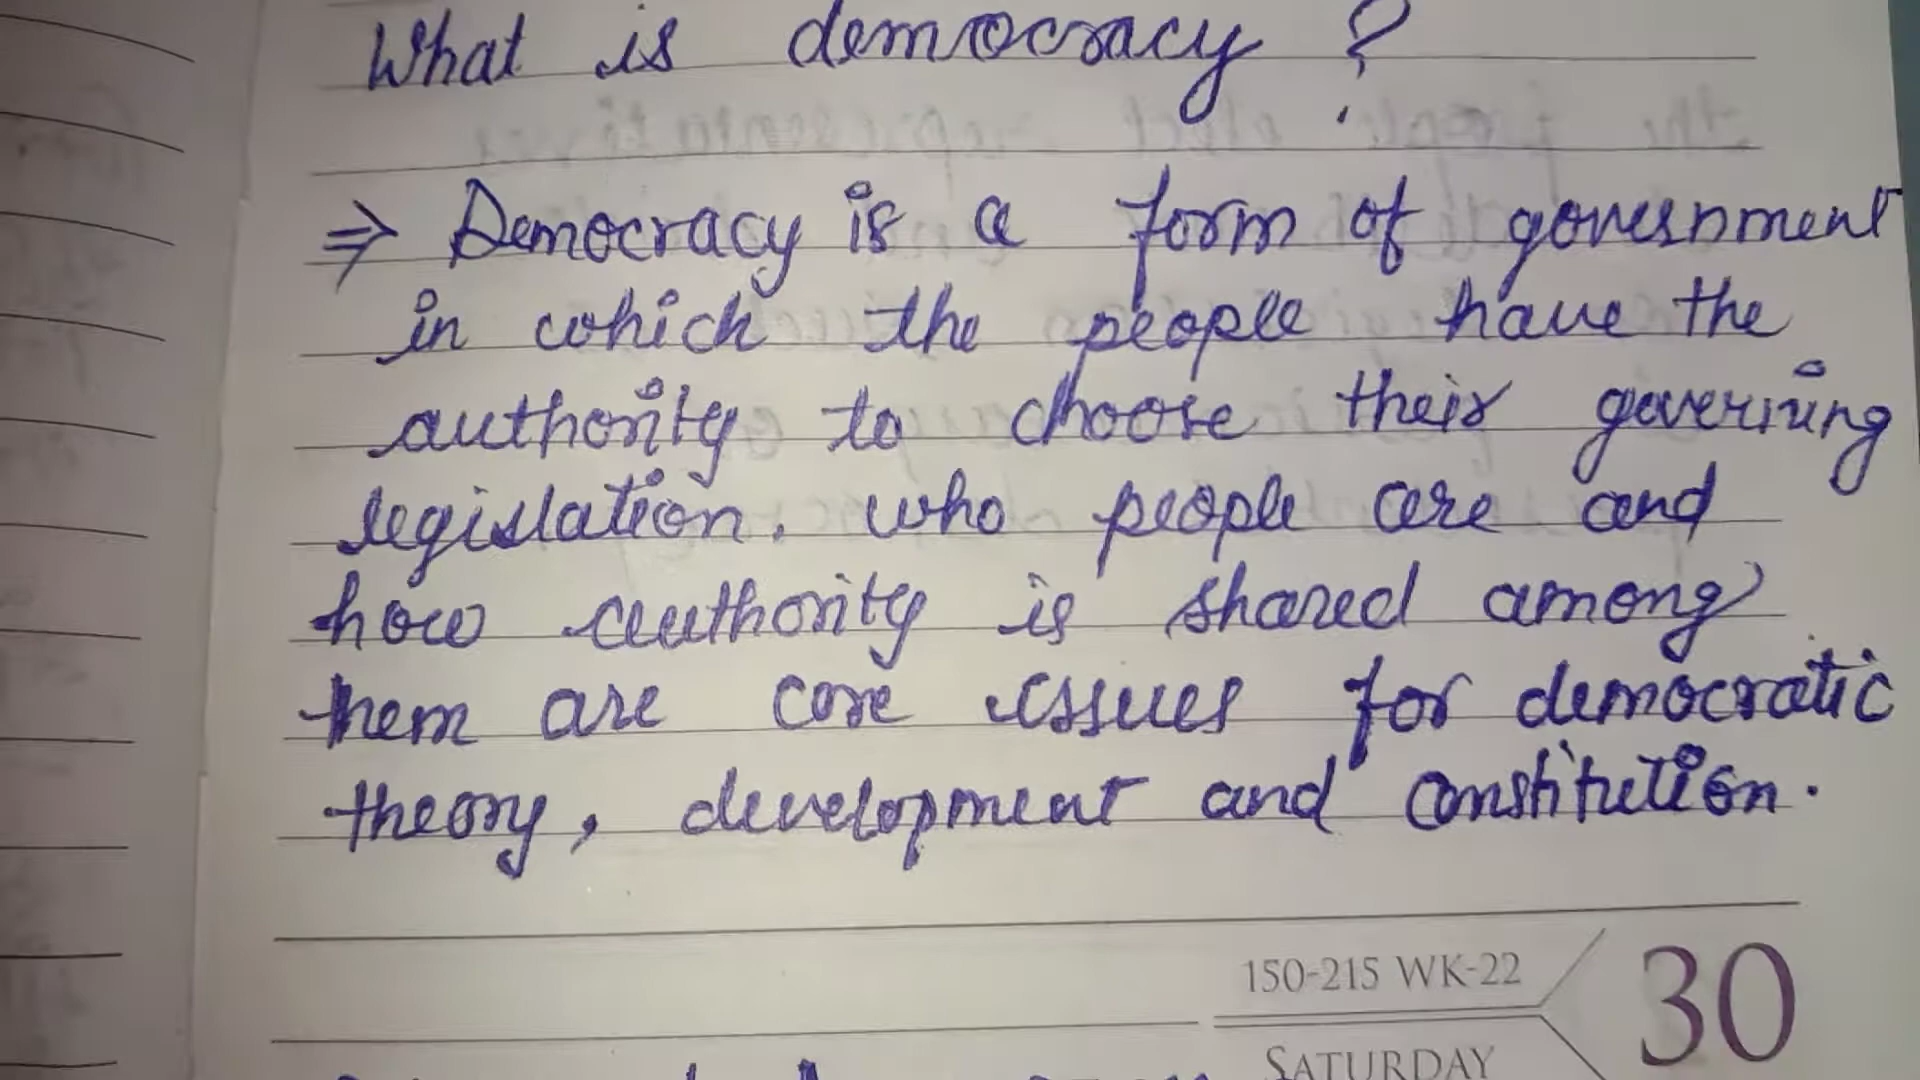 What is democracy ?
⇒ Democracy is a form of government
in which the people have the
authority to choose their governing
legislation. who people are and
how authority is shared among
them are core issues for democratic
theory, development and constitution.
150-215 WK-22
30
SATURDAY